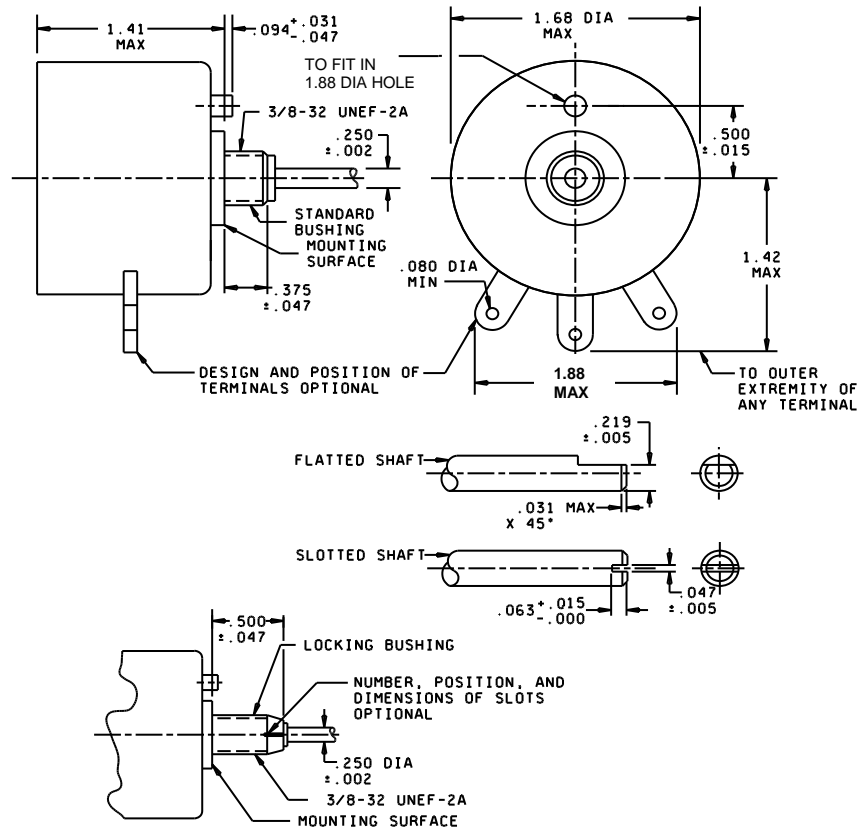 1.41
MAX
.094 +.031
-.047
1.68 DIA
MAX
TO FIT IN
1.88 DIA HOLE
3/8-32 UNEF-2A
.250
±.002
.500
±.015
STANDARD
BUSHING
MOUNTING
SURFACE
.080 DIA
MIN
1.42
MAX
.375
±.047
DESIGN AND POSITION OF
TERMINALS OPTIONAL
1.88
MAX
TO OUTER
EXTREMITY OF
ANY TERMINAL
.219
±.005
FLATTED SHAFT
.031 MAX
X 45°
SLOTTED SHAFT
.063 +.015
-.000
.047
±.005
.500
±.047
LOCKING BUSHING
NUMBER, POSITION, AND
DIMENSIONS OF SLOTS
OPTIONAL
.250 DIA
±.002
3/8-32 UNEF-2A
MOUNTING SURFACE